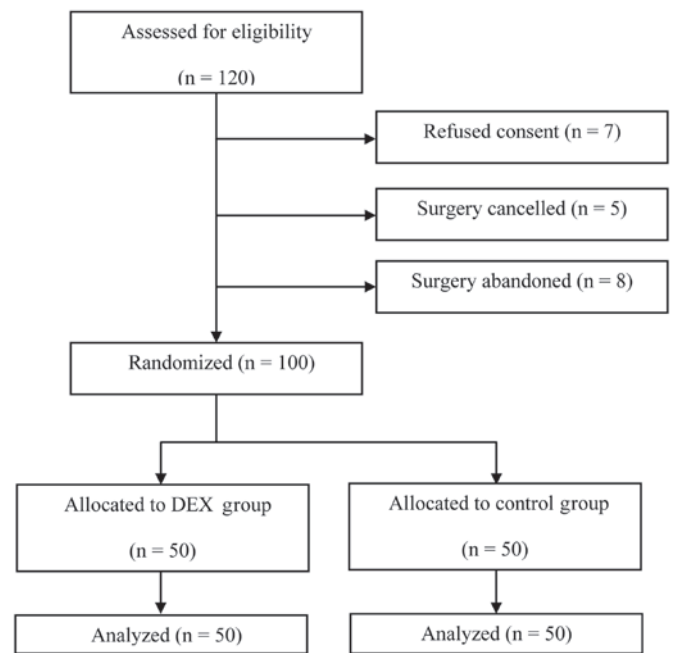 Assessed for eligibility
(n = 120)
Refused consent (n = 7)
Surgery cancelled (n = 5)
Surgery abandoned (n = 8)
Randomized (n = 100)
Allocated to DEX group
(n = 50)
Allocated to control group
(n = 50)
Analyzed (n = 50)
Analyzed (n = 50)